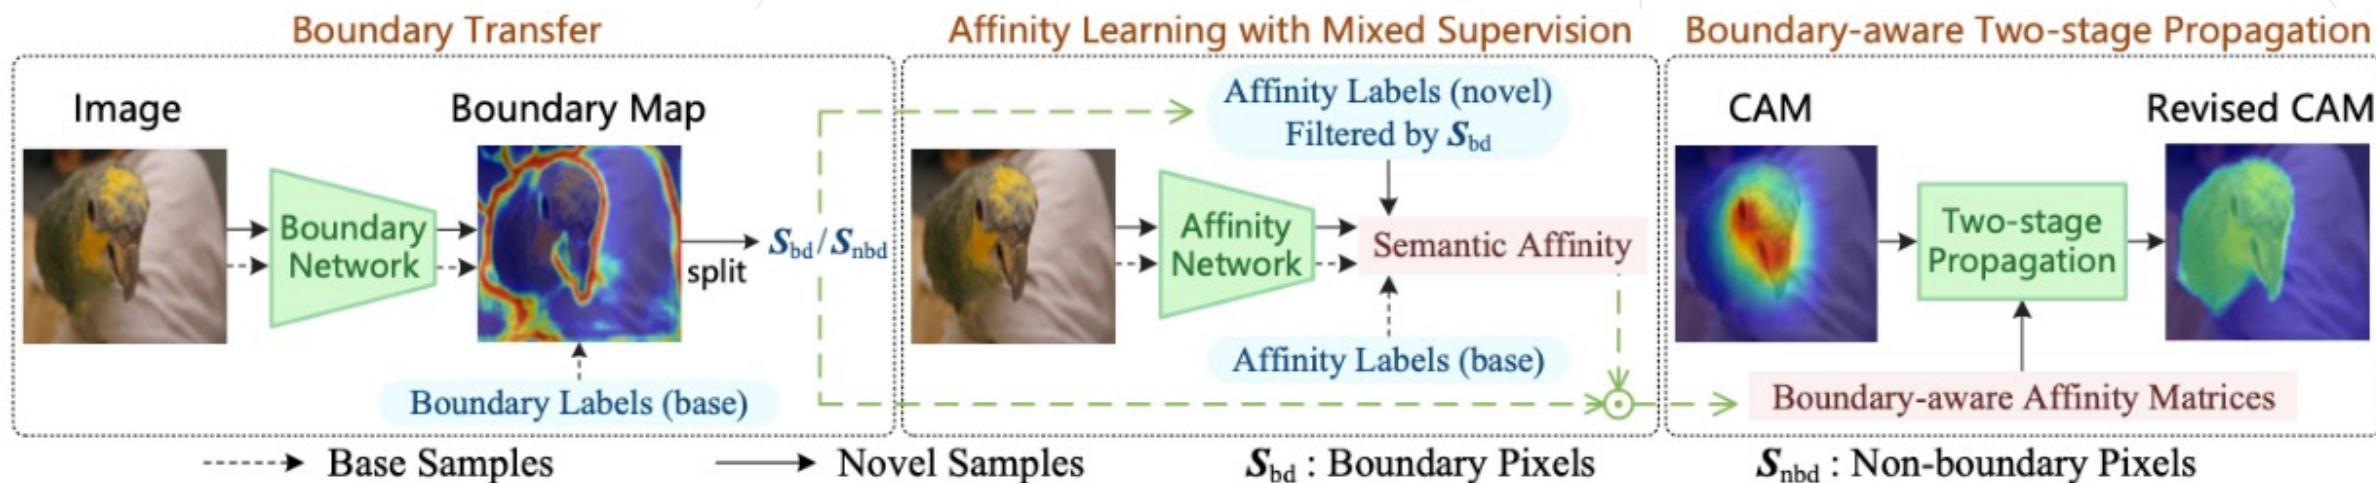 Boundary Transfer
Image
Boundary Map
Boundary
Network
split
S_bd / S_nbd
Boundary Labels (base)
Affinity Learning with Mixed Supervision
Affinity Labels (novel)
Filtered by S_bd
Affinity
Network
Semantic Affinity
Affinity Labels (base)
Boundary-aware Two-stage Propagation
CAM
Revised CAM
Two-stage
Propagation
Boundary-aware Affinity Matrices
Base Samples
Novel Samples
S_bd : Boundary Pixels
S_nbd : Non-boundary Pixels